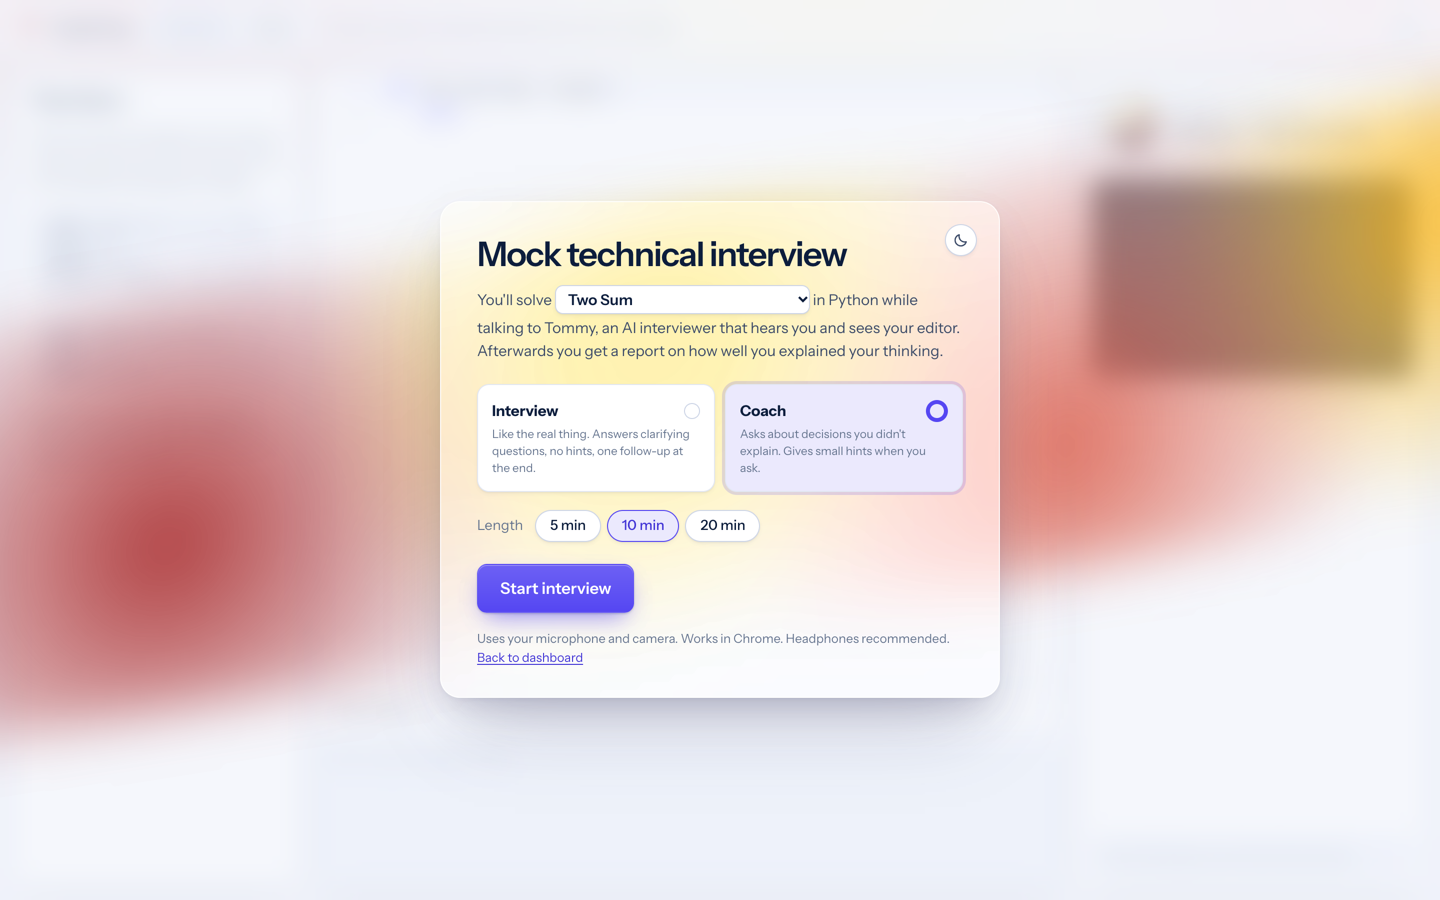 Mock technical interview
You'll solve Two Sum in Python while
talking to Tommy, an AI interviewer that hears you and sees your editor.
Afterwards you get a report on how well you explained your thinking.
Interview
Like the real thing. Answers clarifying
questions, no hints, one follow-up at
the end.
Coach
Asks about decisions you didn't
explain. Gives small hints when you
ask.
Length 5 min 10 min 20 min
Start interview
Uses your microphone and camera. Works in Chrome. Headphones recommended.
Back to dashboard